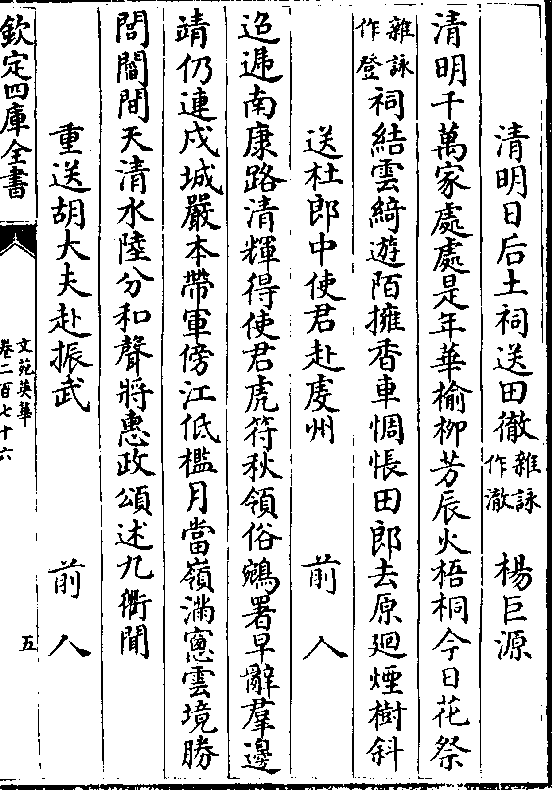 清明日后土祠送田徹雜詠作澈　楊巨源
清明千萬家處處是年華榆柳芳辰火梧桐今日花祭
雜詠作登祠結雲綺遊陌擁香車惆悵田郎去原廻煙樹斜
送杜郎中使君赴䖍州　前人
迢遞南康路清輝得使君虎符秋領俗鵷署早辭羣邊
靖仍連戍城嚴本帶軍傍江低檻月當嶺滿窻雲境勝
閭閻間天清水陸分和聲將惠政頌述九衢聞
重送胡大夫赴振武　前人
欽定四庫全書
文苑英華
卷二百七十六
五